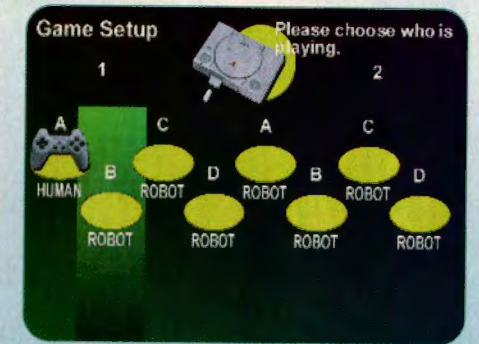 Game Setup
Please choose who is
playing.
1
2
A
C
A
C
HUMAN
B
ROBOT
D
ROBOT
B
ROBOT
D
ROBOT
ROBOT
ROBOT
ROBOT